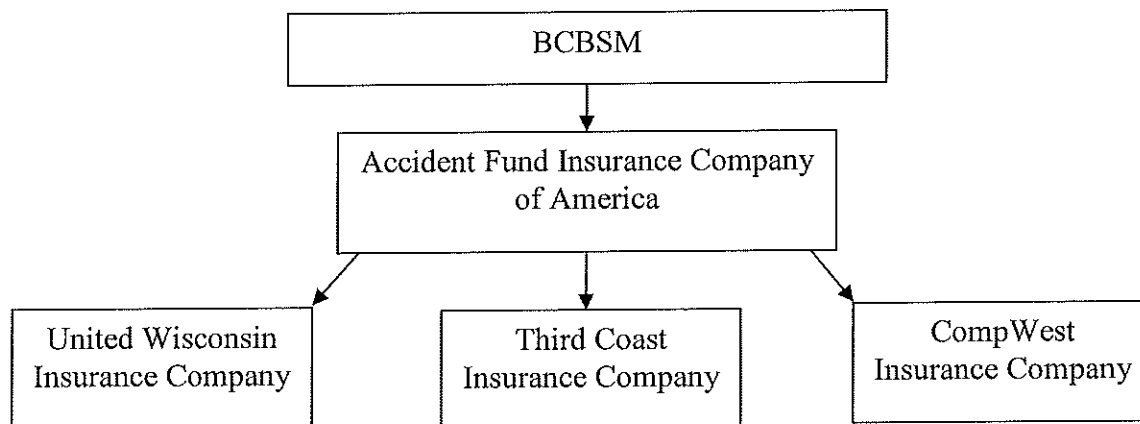 BCBSM
Accident Fund Insurance Company
of America
United Wisconsin
Insurance Company
Third Coast
Insurance Company
CompWest
Insurance Company